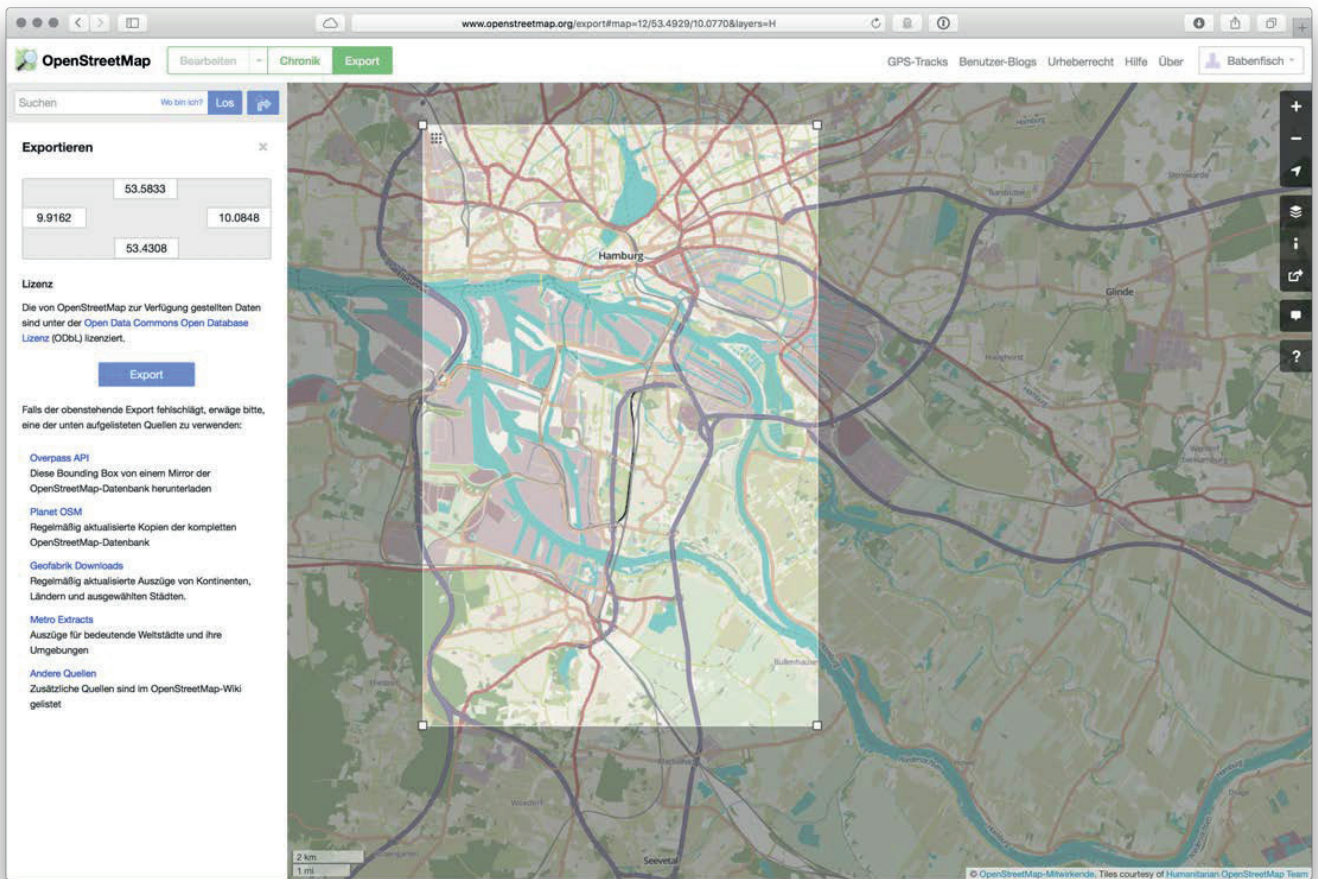 www.openstreetmap.org/export#map=12/53.4929/10.0770&layers=H
OpenStreetMap
Bearbeiten
Chronik
Export
GPS-Tracks
Benutzer-Blogs
Urheberrecht
Hilfe
Über
Babenfisch
Suchen
Wo bin ich?
Los
Exportieren
53.5833
9.9162
10.0848
53.4308
Lizenz
Die von OpenStreetMap zur Verfügung gestellten Daten
sind unter der Open Data Commons Open Database
Lizenz (ODbL) lizenziert.
Export
Falls der obenstehende Export fehlschlägt, erwäge bitte,
eine der unten aufgelisteten Quellen zu verwenden:
Overpass API
Diese Bounding Box von einem Mirror der
OpenStreetMap-Datenbank herunterladen
Planet OSM
Regelmäßig aktualisierte Kopien der kompletten
OpenStreetMap-Datenbank
Geofabrik Downloads
Regelmäßig aktualisierte Auszüge von Kontinenten,
Ländern und ausgewählten Städten.
Metro Extracts
Auszüge für bedeutende Weltstädte und ihre
Umgebungen
Andere Quellen
Zusätzliche Quellen sind im OpenStreetMap-Wiki
gelistet
Hamburg
Glinde
Seevetal
2 km
1 mi
© OpenStreetMap-Mitwirkende. Tiles courtesy of Humanitarian OpenStreetMap Team